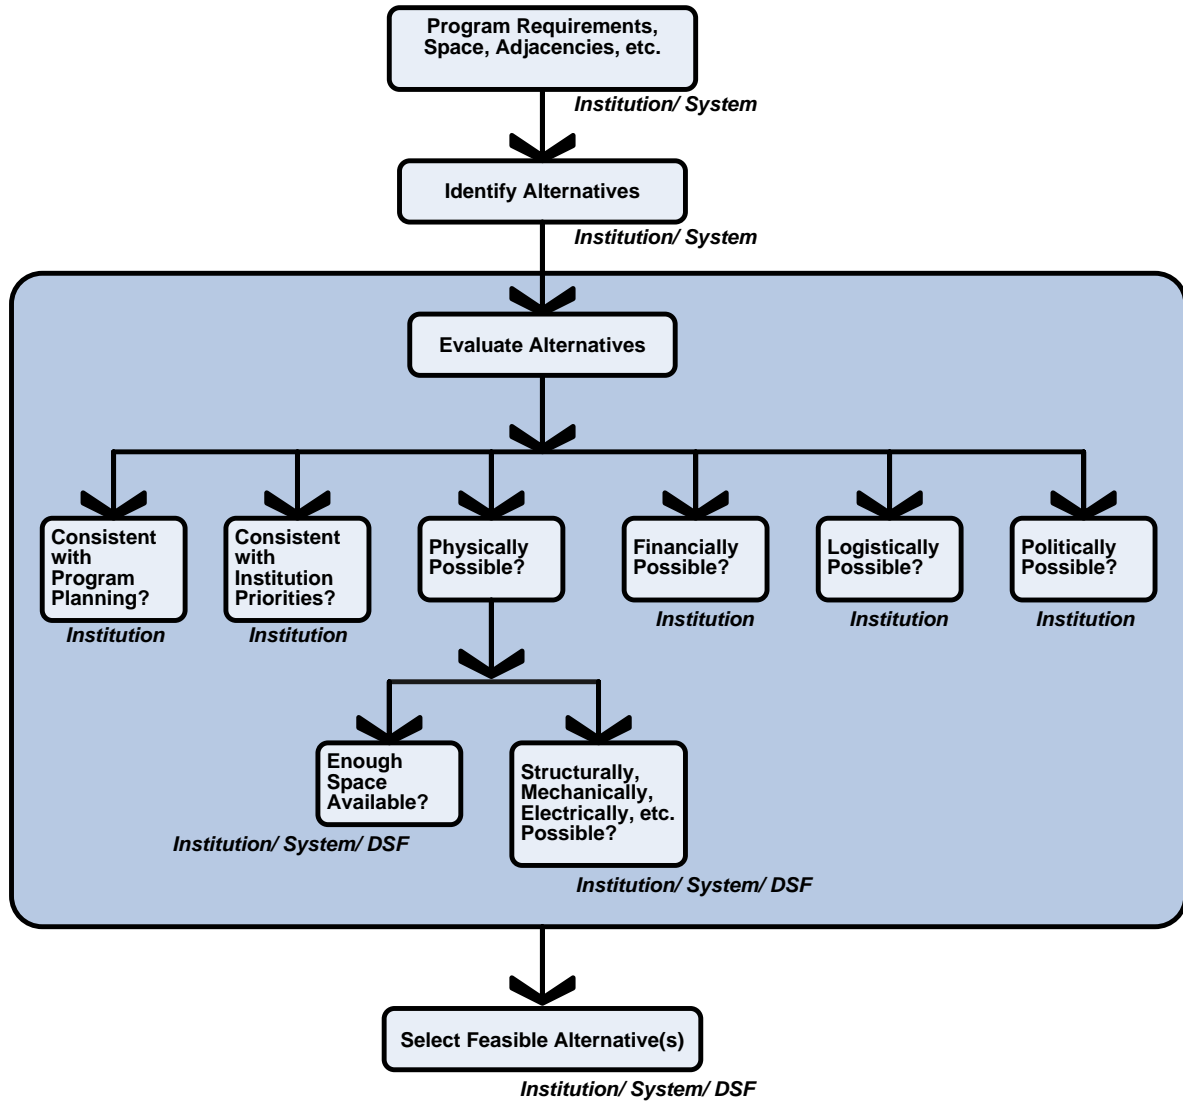 Program Requirements,
Space, Adjacencies, etc.
Institution/ System
Identify Alternatives
Institution/ System
Evaluate Alternatives
Consistent
with
Program
Planning?
Institution
Consistent
with
Institution
Priorities?
Institution
Physically
Possible?
Financially
Possible?
Institution
Logistically
Possible?
Institution
Politically
Possible?
Institution
Enough
Space
Available?
Institution/ System/ DSF
Structurally,
Mechanically,
Electrically, etc.
Possible?
Institution/ System/ DSF
Select Feasible Alternative(s)
Institution/ System/ DSF